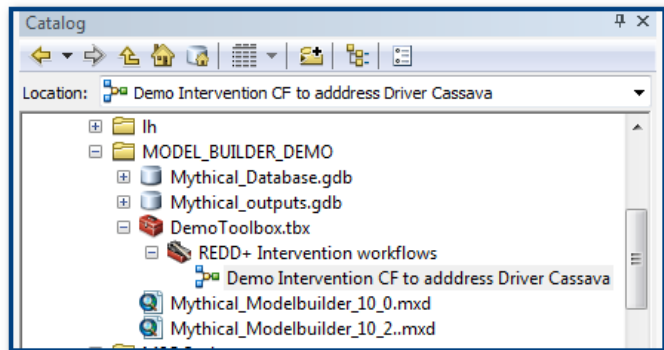 Catalog
Location: Demo Intervention CF to adddress Driver Cassava
lh
MODEL_BUILDER_DEMO
Mythical_Database.gdb
Mythical_outputs.gdb
DemoToolbox.tbx
REDD+ Intervention workflows
Demo Intervention CF to adddress Driver Cassava
Mythical_Modelbuilder_10_0.mxd
Mythical_Modelbuilder_10_2..mxd